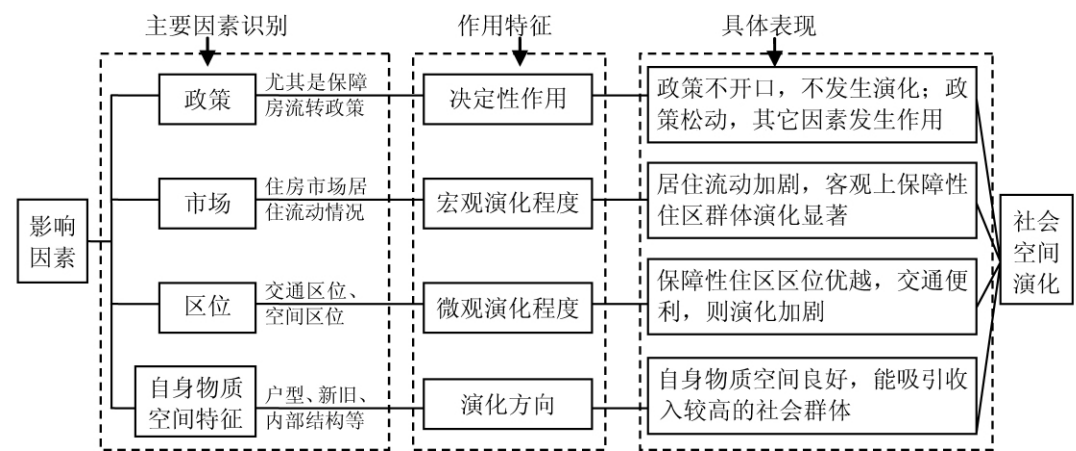 主要因素识别
作用特征
具体表现
影响
因素
政策
尤其是保障
房流转政策
决定性作用
政策不开口，不发生演化；政
策松动，其它因素发生作用
市场
住房市场居
住流动情况
宏观演化程度
居住流动加剧，客观上保障性
住区群体演化显著
区位
交通区位、
空间区位
微观演化程度
保障性住区区位优越，交通便
利，则演化加剧
自身物质
空间特征
户型、新旧、
内部结构等
演化方向
自身物质空间良好，能吸引收
入较高的社会群体
社会
空间
演化